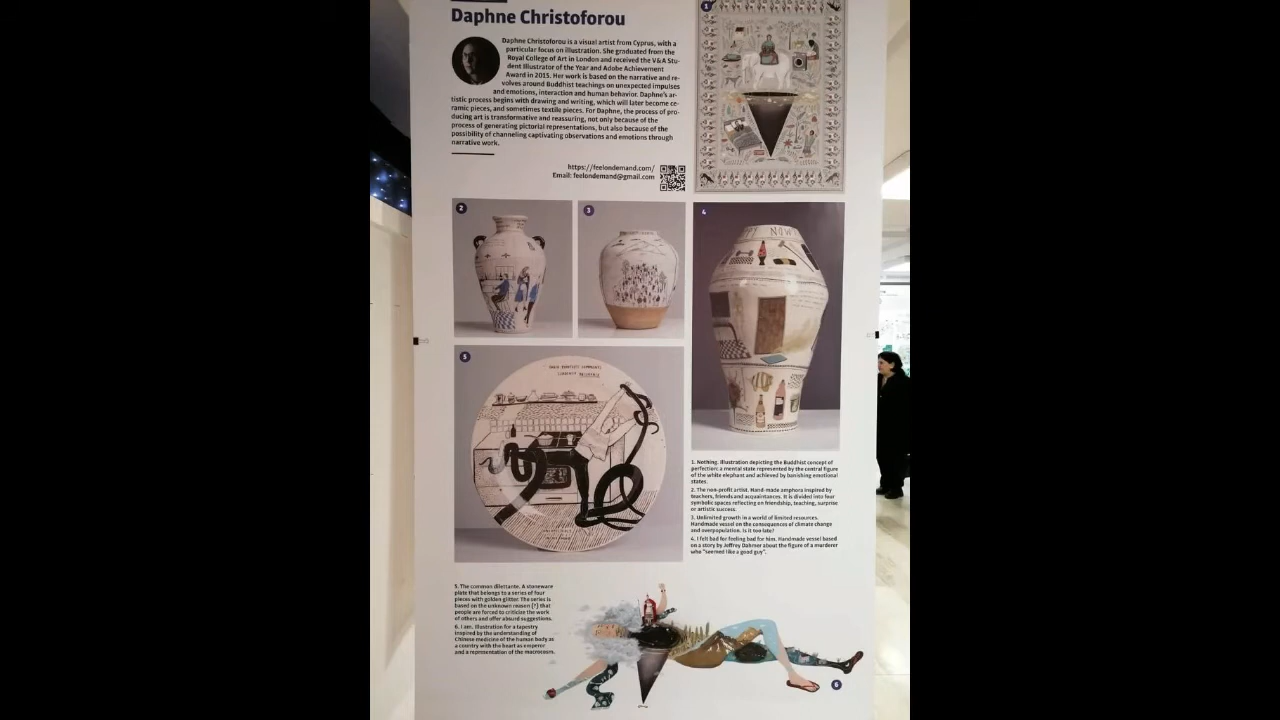 Daphne Christoforou
Daphne Christoforou is a visual artist from Cyprus, with a
particular focus on illustration. She graduated from the
Royal College of Art in London and received the V&A Stu-
dent Illustrator of the Year and Adobe Achievement
Award in 2015. Her work is based on the narrative and re-
volves around Buddhist teachings on unexpected impulses
and emotions, interaction and human behavior. Daphne's ar-
tistic process begins with drawing and writing, which will later become ce-
ramic pieces, and sometimes textile pieces. For Daphne, the process of pro-
ducing art is transformative and reassuring, not only because of the
process of generating pictorial representations, but also because of the
possibility of channeling captivating observations and emotions through
narrative work.
https://feelondemand.com/
Email: feelondemand@gmail.com
1
2
3
4
NOW
5
1. Nothing. Illustration depicting the Buddhist concept of
perfection: a mental state represented by the central figure
of the white elephant and achieved by banishing emotional
states.
2. The non-profit artist. Hand-made amphora inspired by
teachers, friends and acquaintances. It is divided into four
symbolic spaces reflecting on friendship, teaching, surprise
or artistic success.
3. Unlimited growth in a world of limited resources.
Handmade vessel on the consequences of climate change
and overpopulation. Is it too late?
4. I felt bad for feeling bad for him. Handmade vessel based
on a story by Jeffrey Dahmer about the figure of a murderer
who "seemed like a good guy".
5. The common dilettante. A stoneware
plate that belongs to a series of four
pieces with golden glitter. The series is
based on the unknown reason (?) that
people are forced to criticize the work
of others and offer absurd suggestions.
6. I am. Illustration for a tapestry
inspired by the understanding of
Chinese medicine of the human body as
a country with the heart as emperor
and a representation of the macrocosm.
6